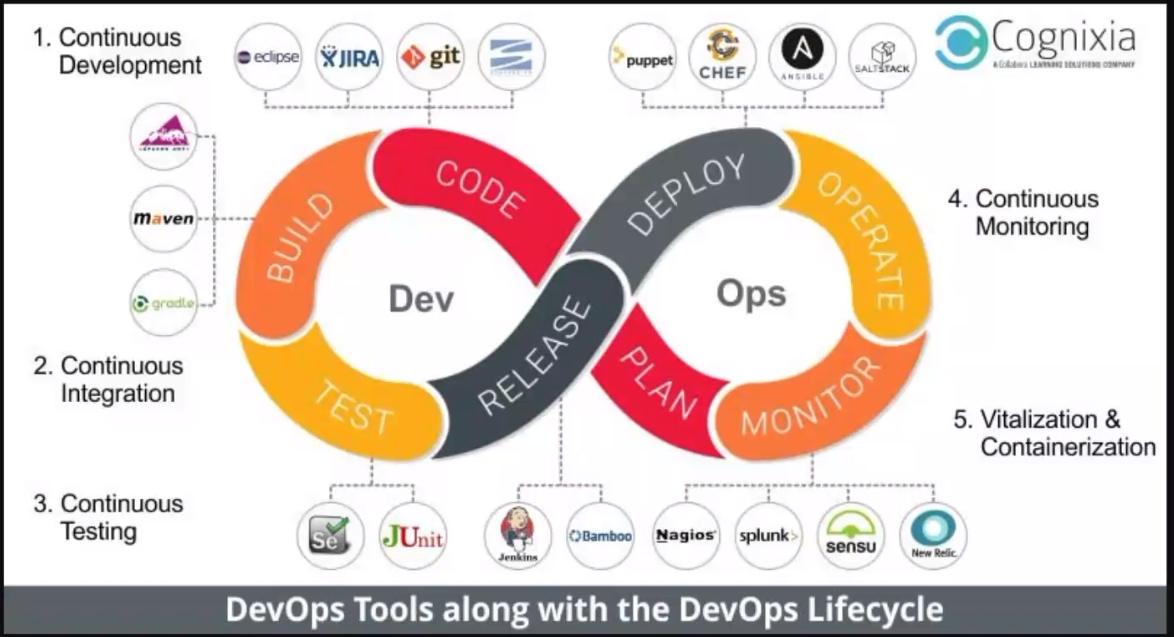 1. Continuous
Development
eclipse
JIRA
git
puppet
CHEF
ANSIBLE
SALTSTACK
Cognixia
A Collabera LEARNING SOLUTIONS COMPANY
maven
gradle
BUILD
CODE
DEPLOY
OPERATE
Dev
Ops
TEST
RELEASE
PLAN
MONITOR
2. Continuous
Integration
3. Continuous
Testing
4. Continuous
Monitoring
5. Vitalization &
Containerization
Se
JUnit
Jenkins
Bamboo
Nagios®
splunk>
sensu
New Relic.
DevOps Tools along with the DevOps Lifecycle